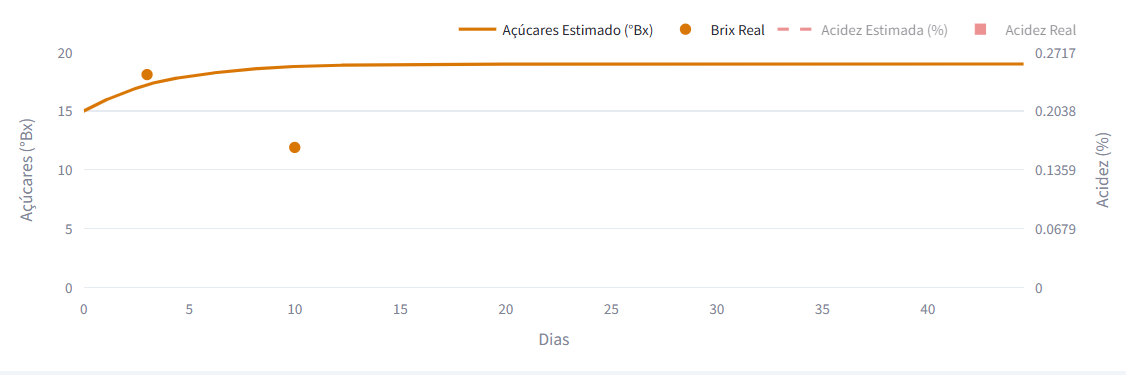 Açúcares Estimado (°Bx) Brix Real Acidez Estimada (%) Acidez Real
20 0.2717
15 0.2038
10 0.1359
5 0.0679
0 0
Açúcares (°Bx)
Acidez (%)
0 5 10 15 20 25 30 35 40
Dias